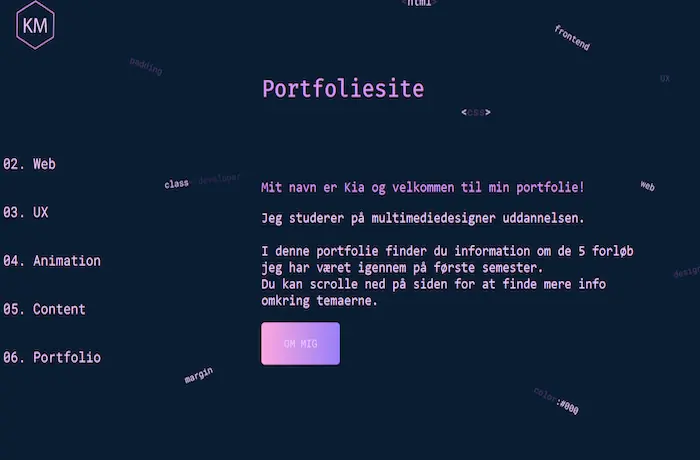 KM
<html>
frontend
padding
UX
Portfoliesite
<css>
02. Web
class developer
web
Mit navn er Kia og velkommen til min portfolie!
03. UX
Jeg studerer på multimediedesigner uddannelsen.
04. Animation
I denne portfolie finder du information om de 5 forløb
jeg har været igennem på første semester.
Du kan scrolle ned på siden for at finde mere info
omkring temaerne.
design
05. Content
OM MIG
06. Portfolio
margin
color:#000